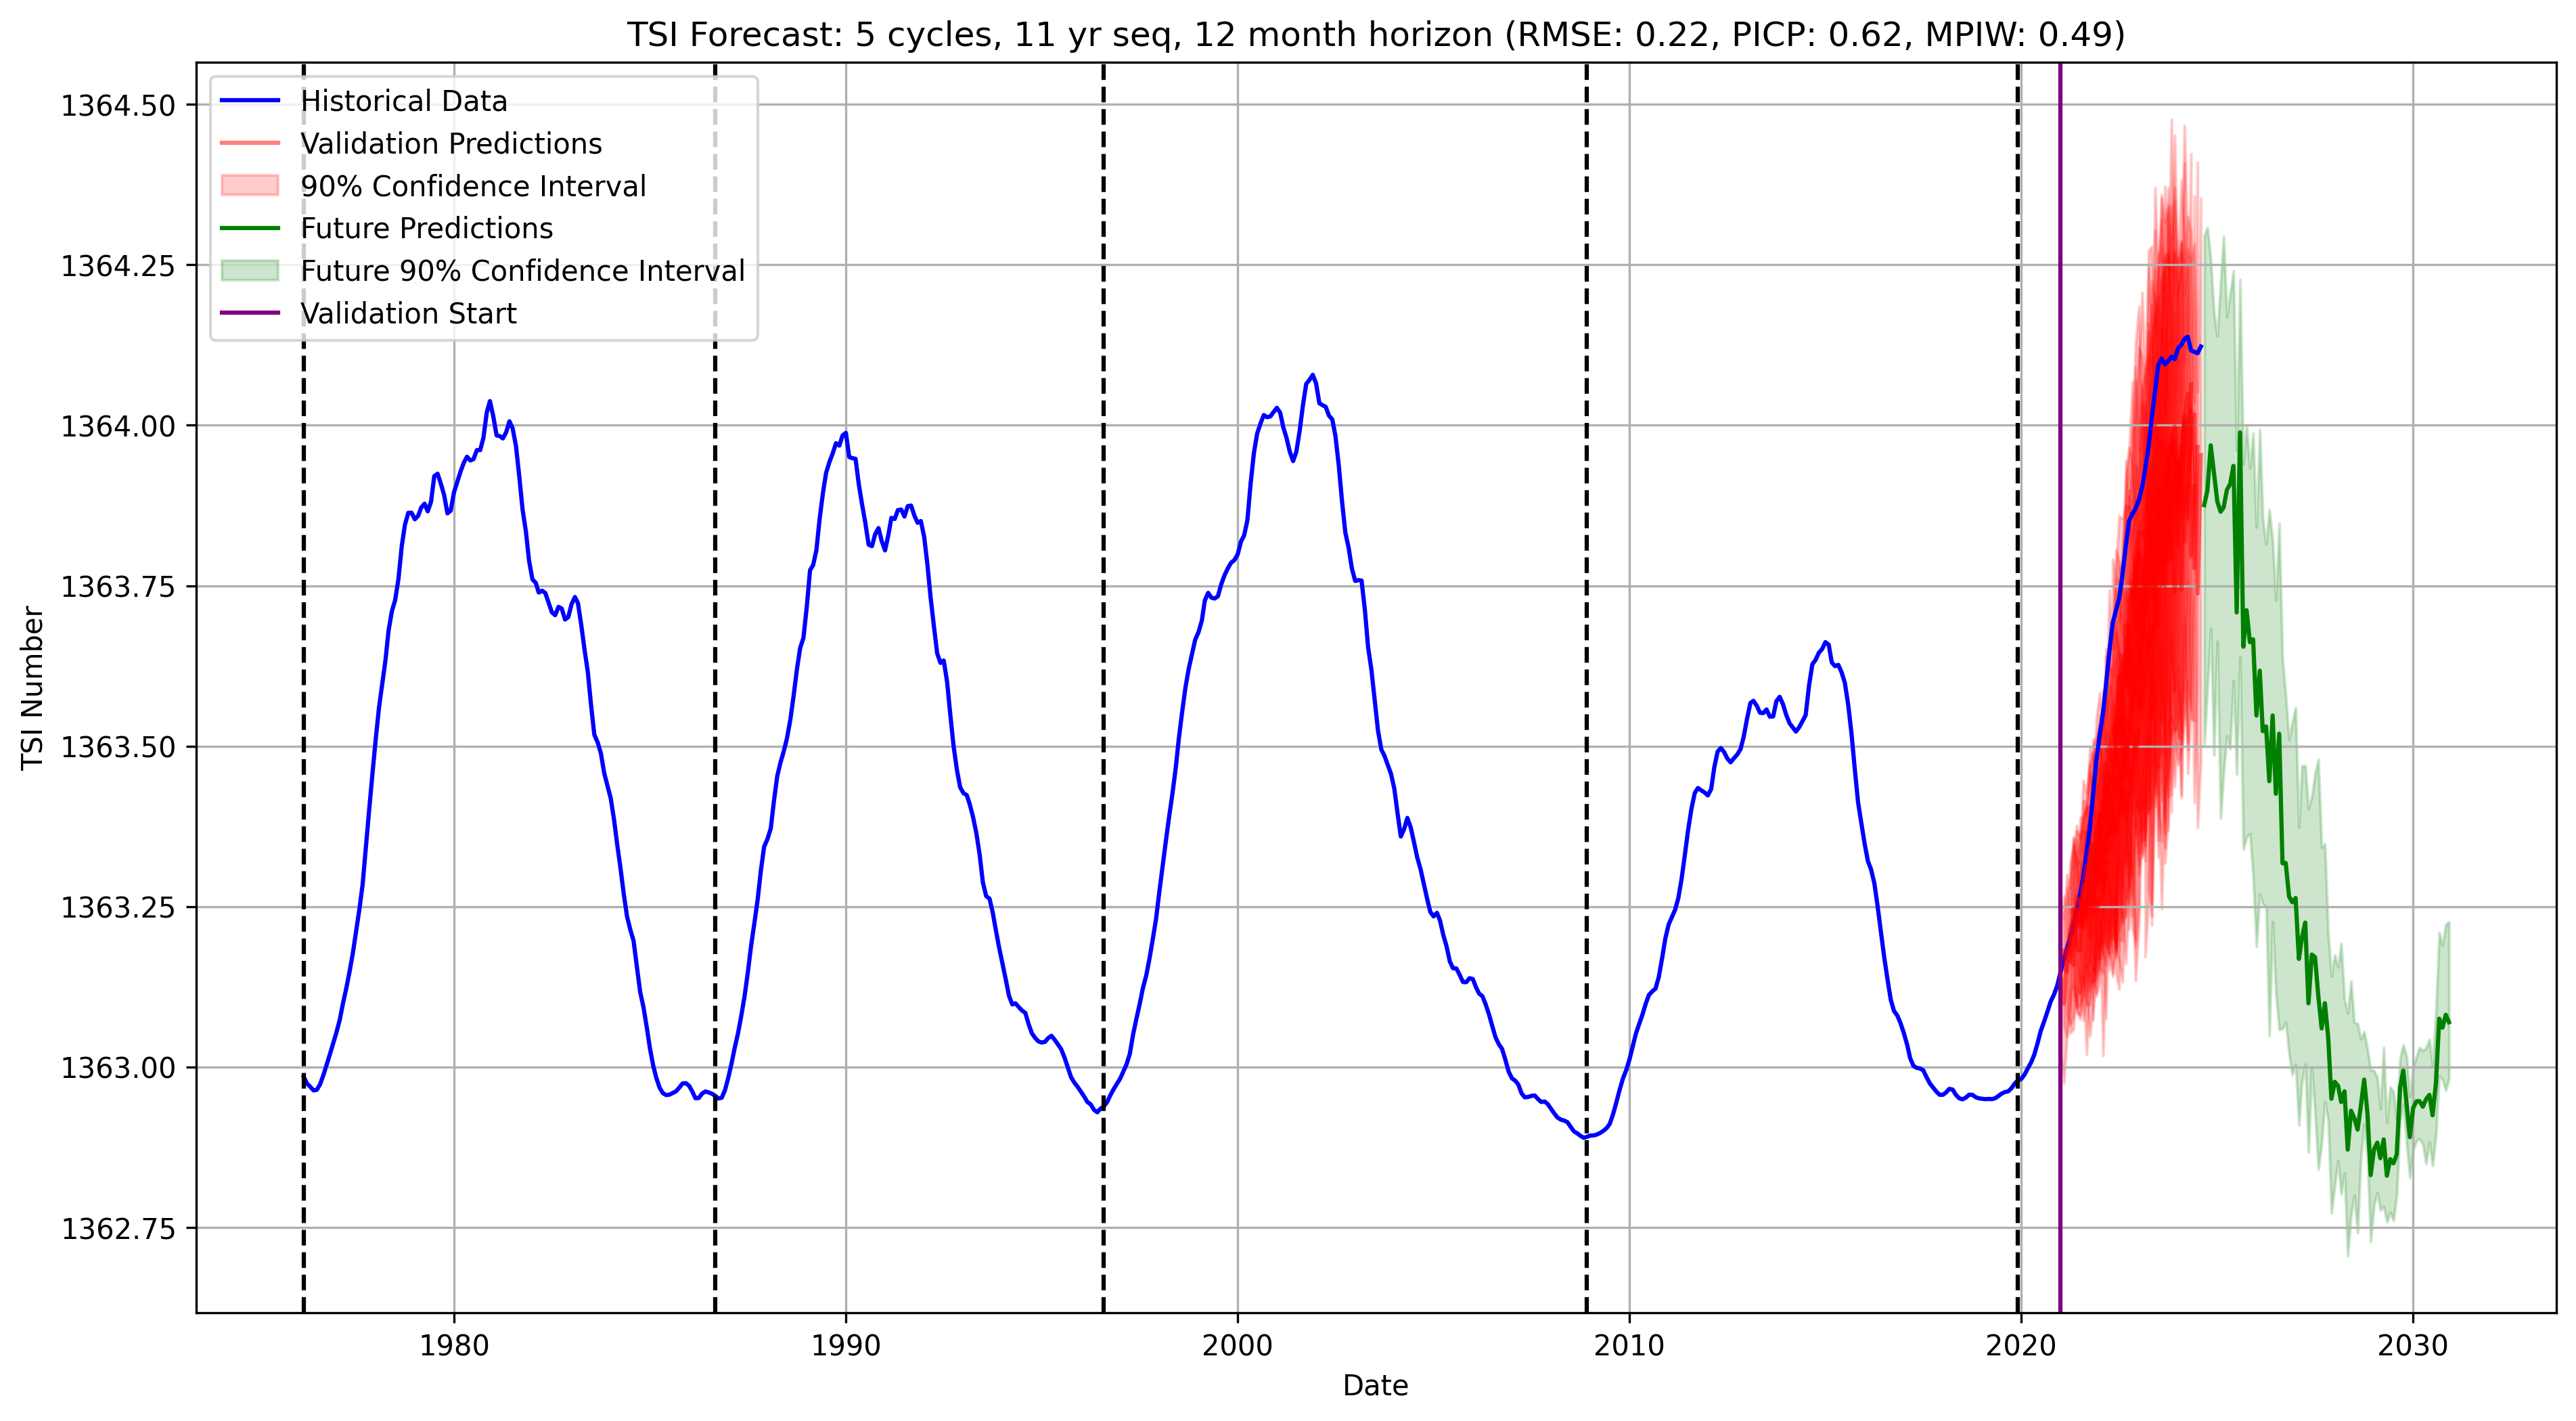 TSI Forecast: 5 cycles, 11 yr seq, 12 month horizon (RMSE: 0.22, PICP: 0.62, MPIW: 0.49)
Historical Data
Validation Predictions
90% Confidence Interval
Future Predictions
Future 90% Confidence Interval
Validation Start
TSI Number
1364.50
1364.25
1364.00
1363.75
1363.50
1363.25
1363.00
1362.75
1980 1990 2000 2010 2020 2030
Date